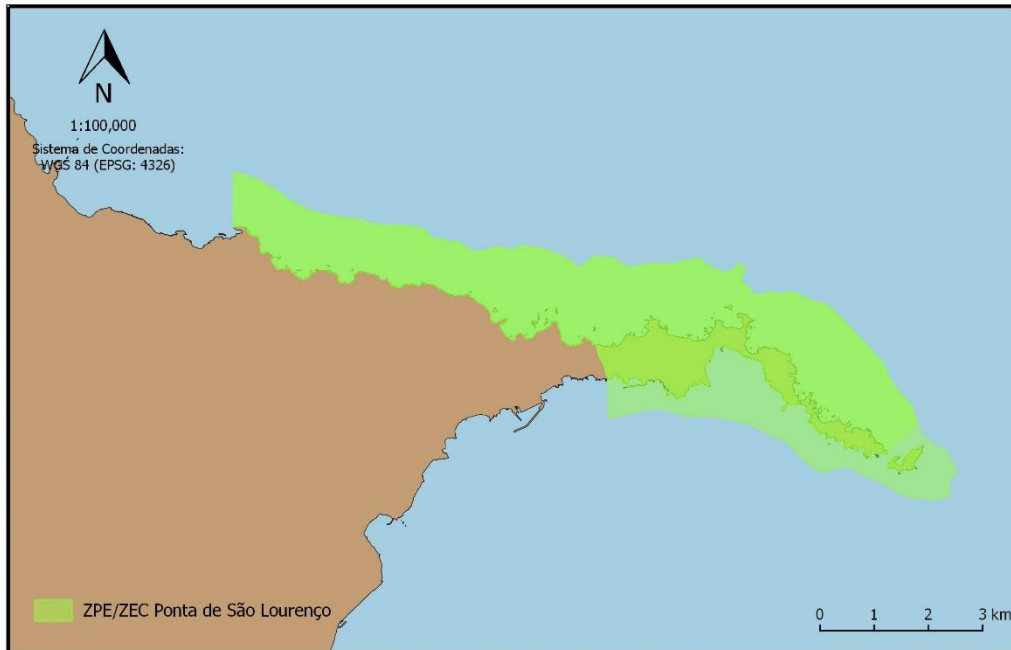 N
1:100,000
Sistema de Coordenadas:
WGS 84 (EPSG: 4326)
ZPE/ZEC Ponta de São Lourenço
0 1 2 3 km